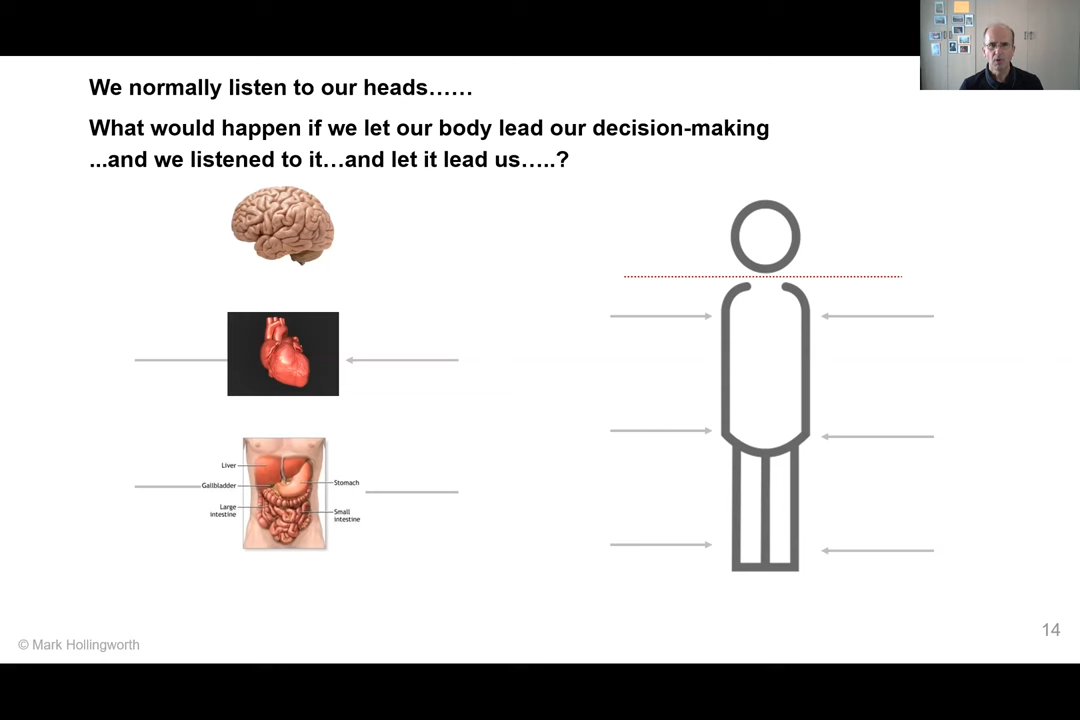 We normally listen to our heads……
What would happen if we let our body lead our decision-making
...and we listened to it…and let it lead us…..?
Liver
Gallbladder
Stomach
Large
intestine
Small
intestine
14
© Mark Hollingworth